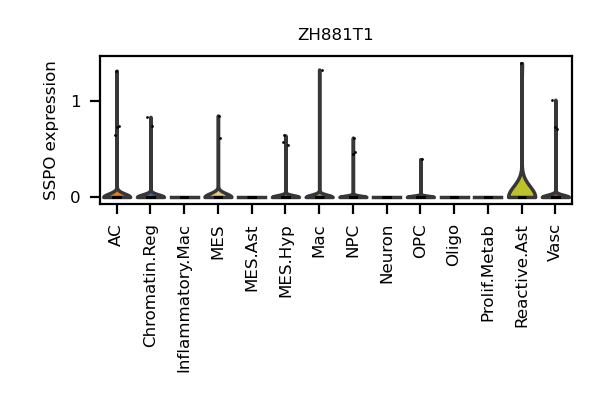 ZH881T1
SSPO expression
1
0
AC
Chromatin.Reg
Inflammatory.Mac
MES
MES.Ast
MES.Hyp
Mac
NPC
Neuron
OPC
Oligo
Prolif.Metab
Reactive.Ast
Vasc